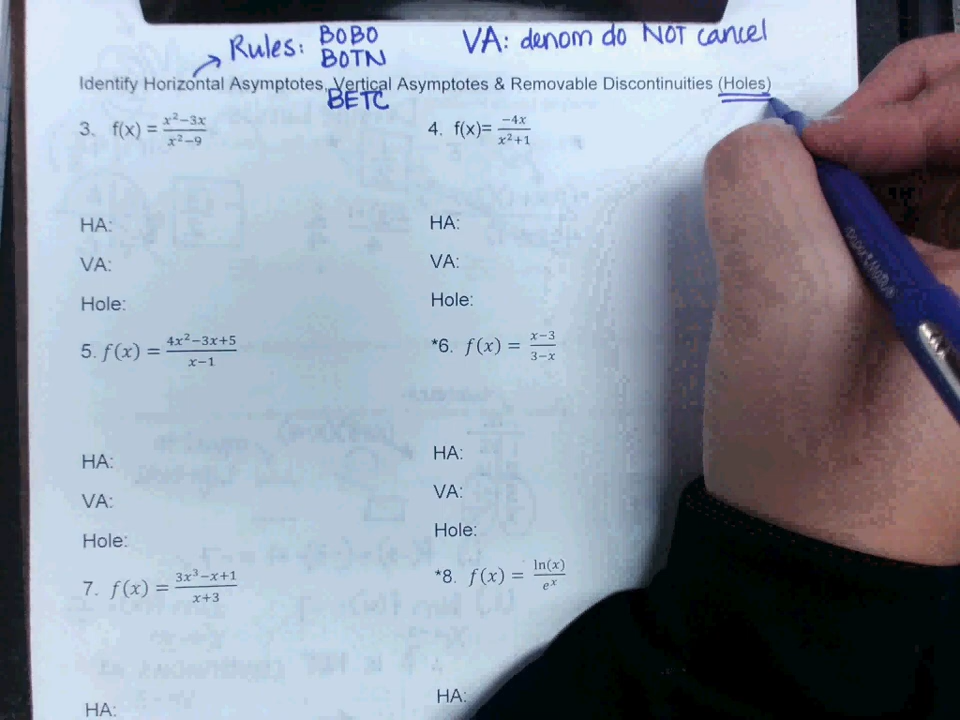 Rules: BOBO VA: denom do NOT cancel
BOTN
Identify Horizontal Asymptotes, Vertical Asymptotes & Removable Discontinuities (Holes)
BETC
3. f(x) = x²−3x / x²−9 4. f(x)= −4x / x²+1
HA: HA:
VA: VA:
Hole: Hole:
5. f(x) = 4x²−3x+5 / x−1 *6. f(x) = x−3 / 3−x
HA: HA:
VA: VA:
Hole: Hole:
7. f(x) = 3x³−x+1 / x+3 *8. f(x) = ln(x) / eˣ
HA: HA: